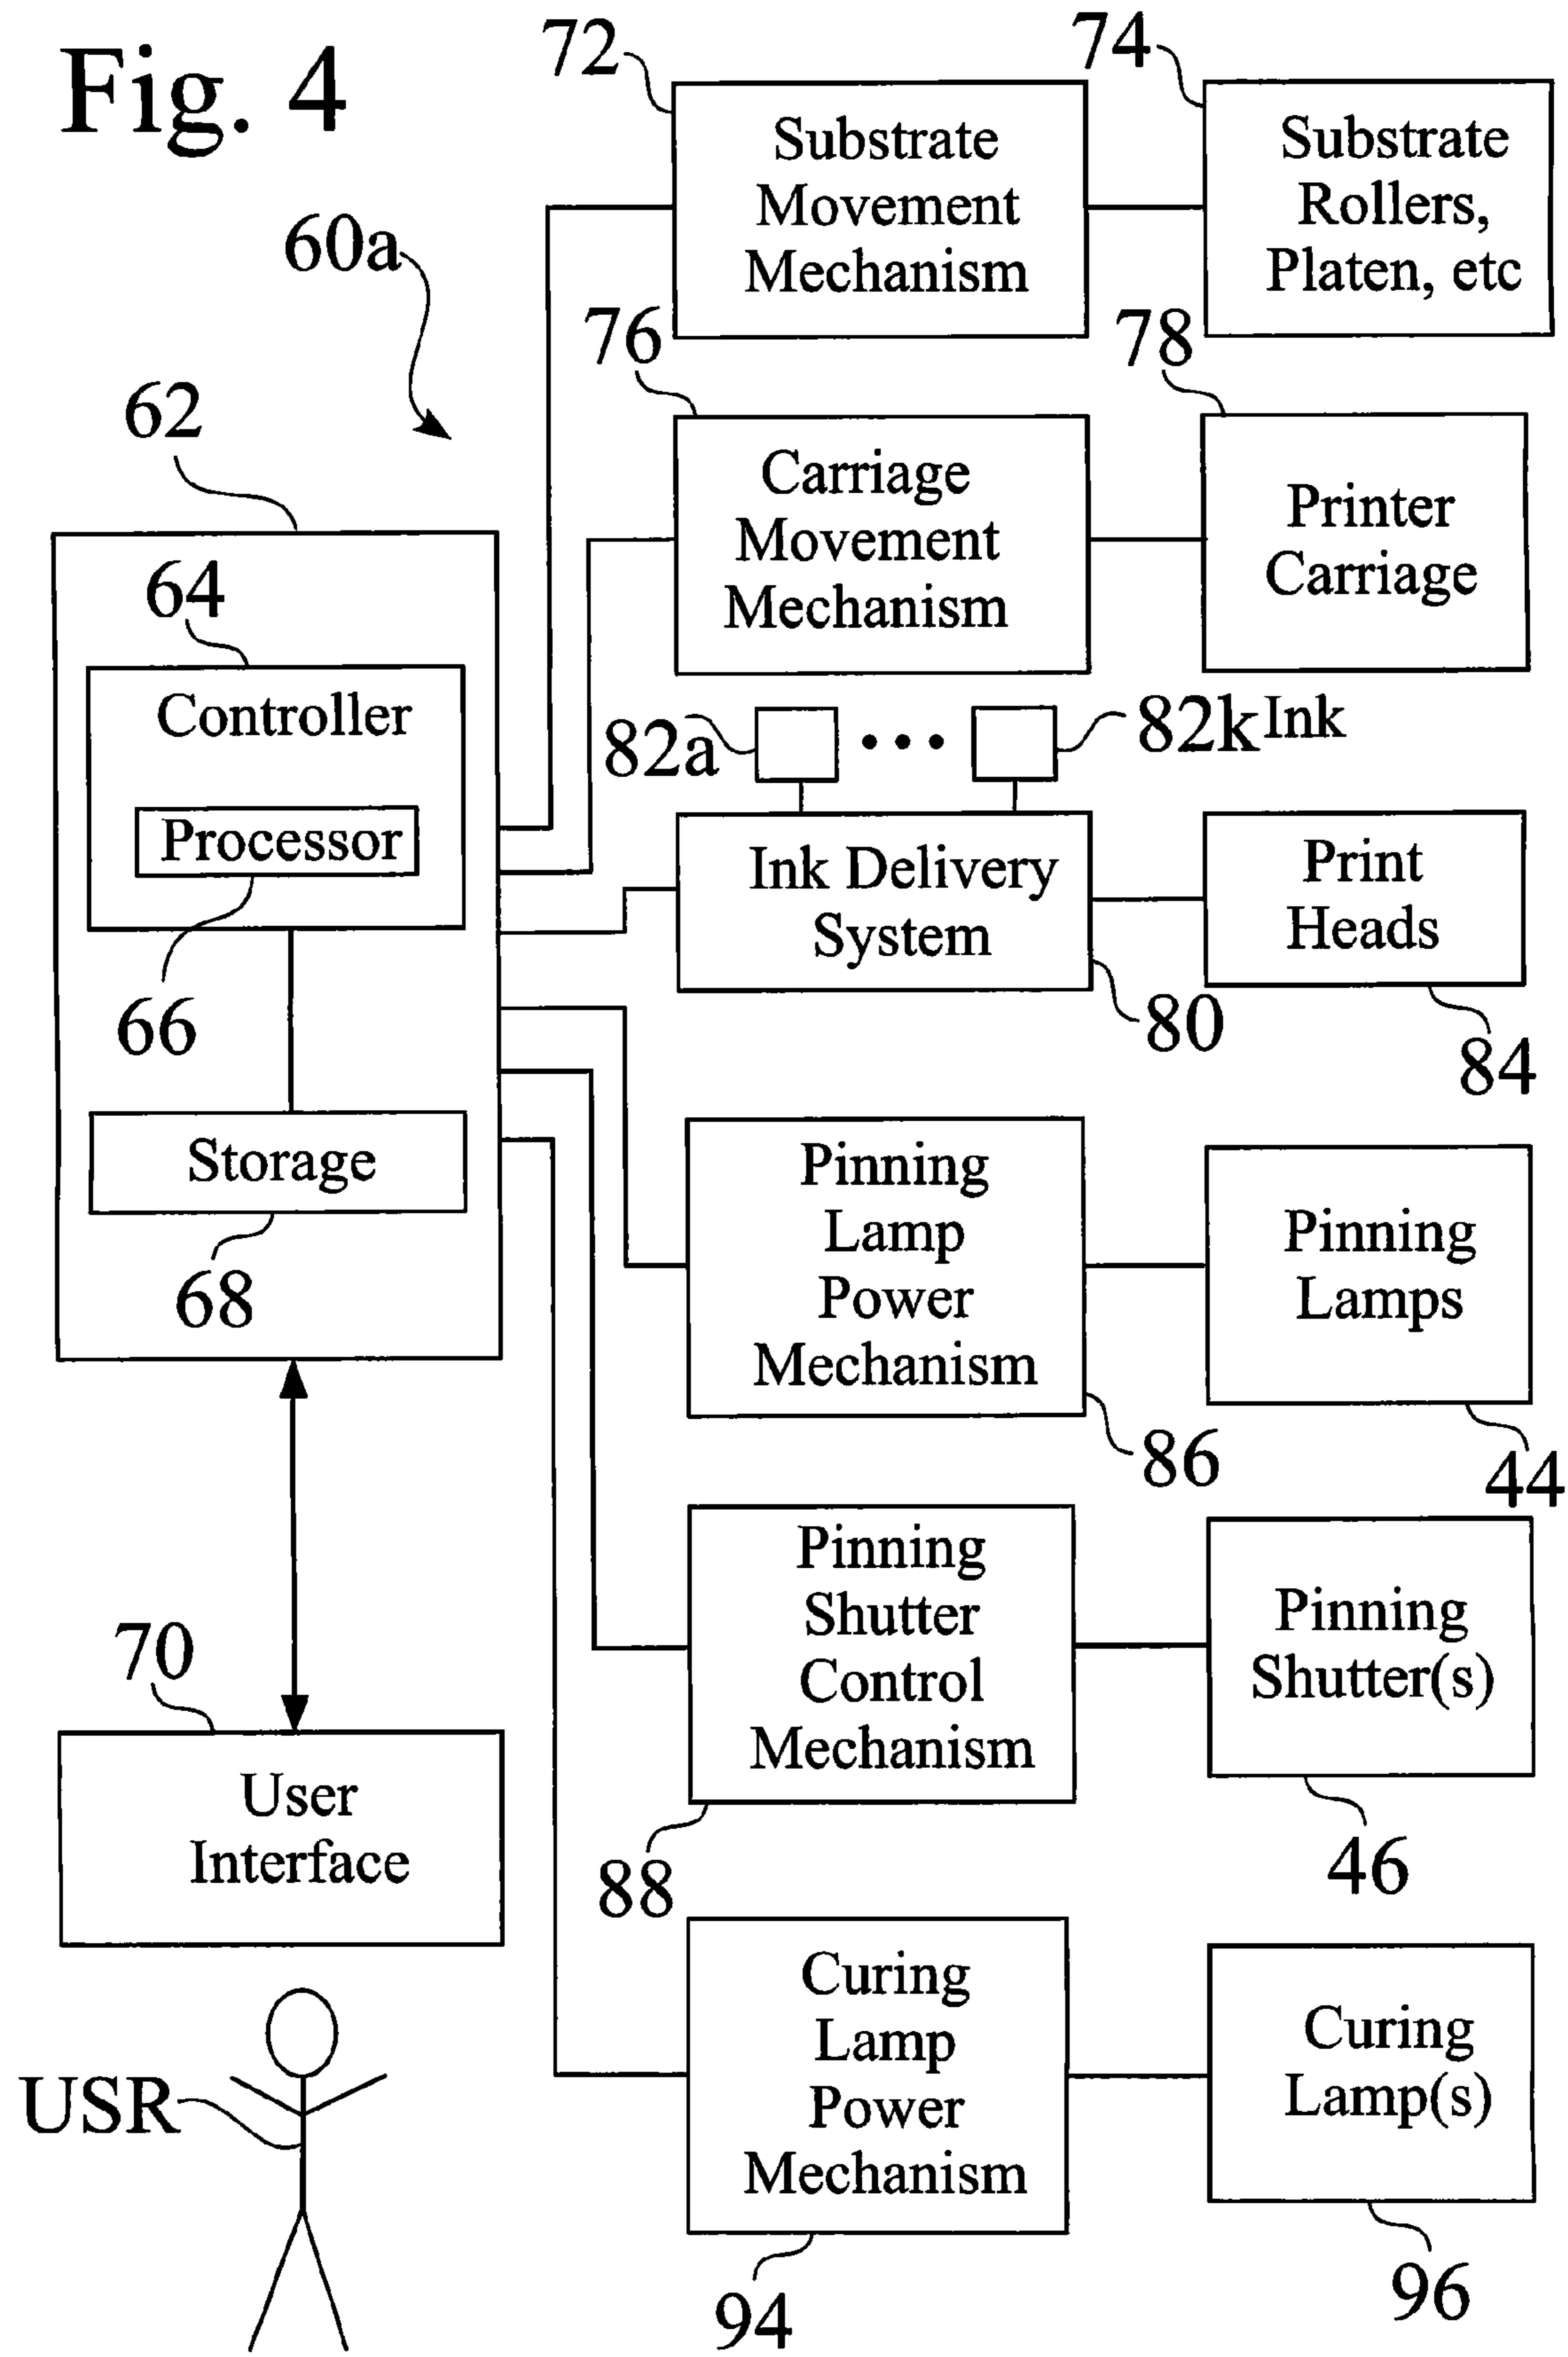 Fig. 4
72
74
Substrate
Movement
Mechanism
Substrate
Rollers,
Platen, etc
60a
76
78
62
Carriage
Movement
Mechanism
Printer
Carriage
64
Controller
Processor
66
82a
82k Ink
Ink Delivery
System
Print
Heads
80
84
Storage
68
Pinning
Lamp
Power
Mechanism
Pinning
Lamps
86
44
Pinning
Shutter
Control
Mechanism
Pinning
Shutter(s)
88
46
70
User
Interface
Curing
Lamp
Power
Mechanism
Curing
Lamp(s)
USR
94
96